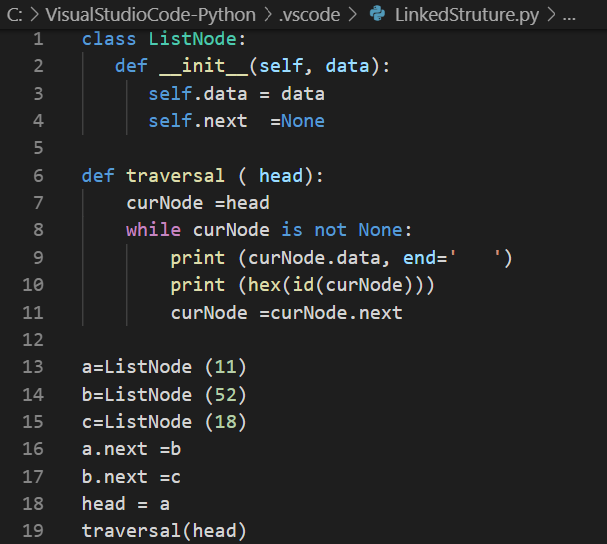 C: > VisualStudioCode-Python > .vscode > LinkedStruture.py > ...
1 class ListNode:
2 def __init__(self, data):
3 self.data = data
4 self.next  =None
5
6 def traversal ( head):
7 curNode =head
8 while curNode is not None:
9 print (curNode.data, end='   ')
10 print (hex(id(curNode)))
11 curNode =curNode.next
12
13 a=ListNode (11)
14 b=ListNode (52)
15 c=ListNode (18)
16 a.next =b
17 b.next =c
18 head = a
19 traversal(head)